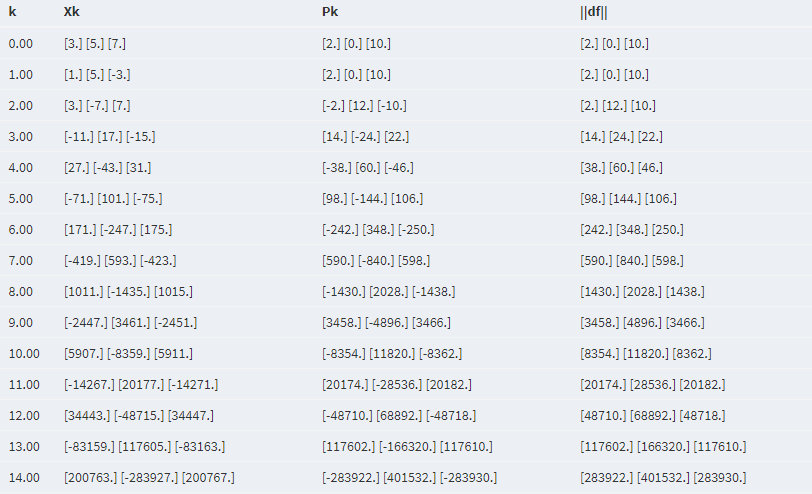 k Xk Pk ||df||
0.00 [3.] [5.] [7.] [2.] [0.] [10.] [2.] [0.] [10.]
1.00 [1.] [5.] [-3.] [2.] [0.] [10.] [2.] [0.] [10.]
2.00 [3.] [-7.] [7.] [-2.] [12.] [-10.] [2.] [12.] [10.]
3.00 [-11.] [17.] [-15.] [14.] [-24.] [22.] [14.] [24.] [22.]
4.00 [27.] [-43.] [31.] [-38.] [60.] [-46.] [38.] [60.] [46.]
5.00 [-71.] [101.] [-75.] [98.] [-144.] [106.] [98.] [144.] [106.]
6.00 [171.] [-247.] [175.] [-242.] [348.] [-250.] [242.] [348.] [250.]
7.00 [-419.] [593.] [-423.] [590.] [-840.] [598.] [590.] [840.] [598.]
8.00 [1011.] [-1435.] [1015.] [-1430.] [2028.] [-1438.] [1430.] [2028.] [1438.]
9.00 [-2447.] [3461.] [-2451.] [3458.] [-4896.] [3466.] [3458.] [4896.] [3466.]
10.00 [5907.] [-8359.] [5911.] [-8354.] [11820.] [-8362.] [8354.] [11820.] [8362.]
11.00 [-14267.] [20177.] [-14271.] [20174.] [-28536.] [20182.] [20174.] [28536.] [20182.]
12.00 [34443.] [-48715.] [34447.] [-48710.] [68892.] [-48718.] [48710.] [68892.] [48718.]
13.00 [-83159.] [117605.] [-83163.] [117602.] [-166320.] [117610.] [117602.] [166320.] [117610.]
14.00 [200763.] [-283927.] [200767.] [-283922.] [401532.] [-283930.] [283922.] [401532.] [283930.]